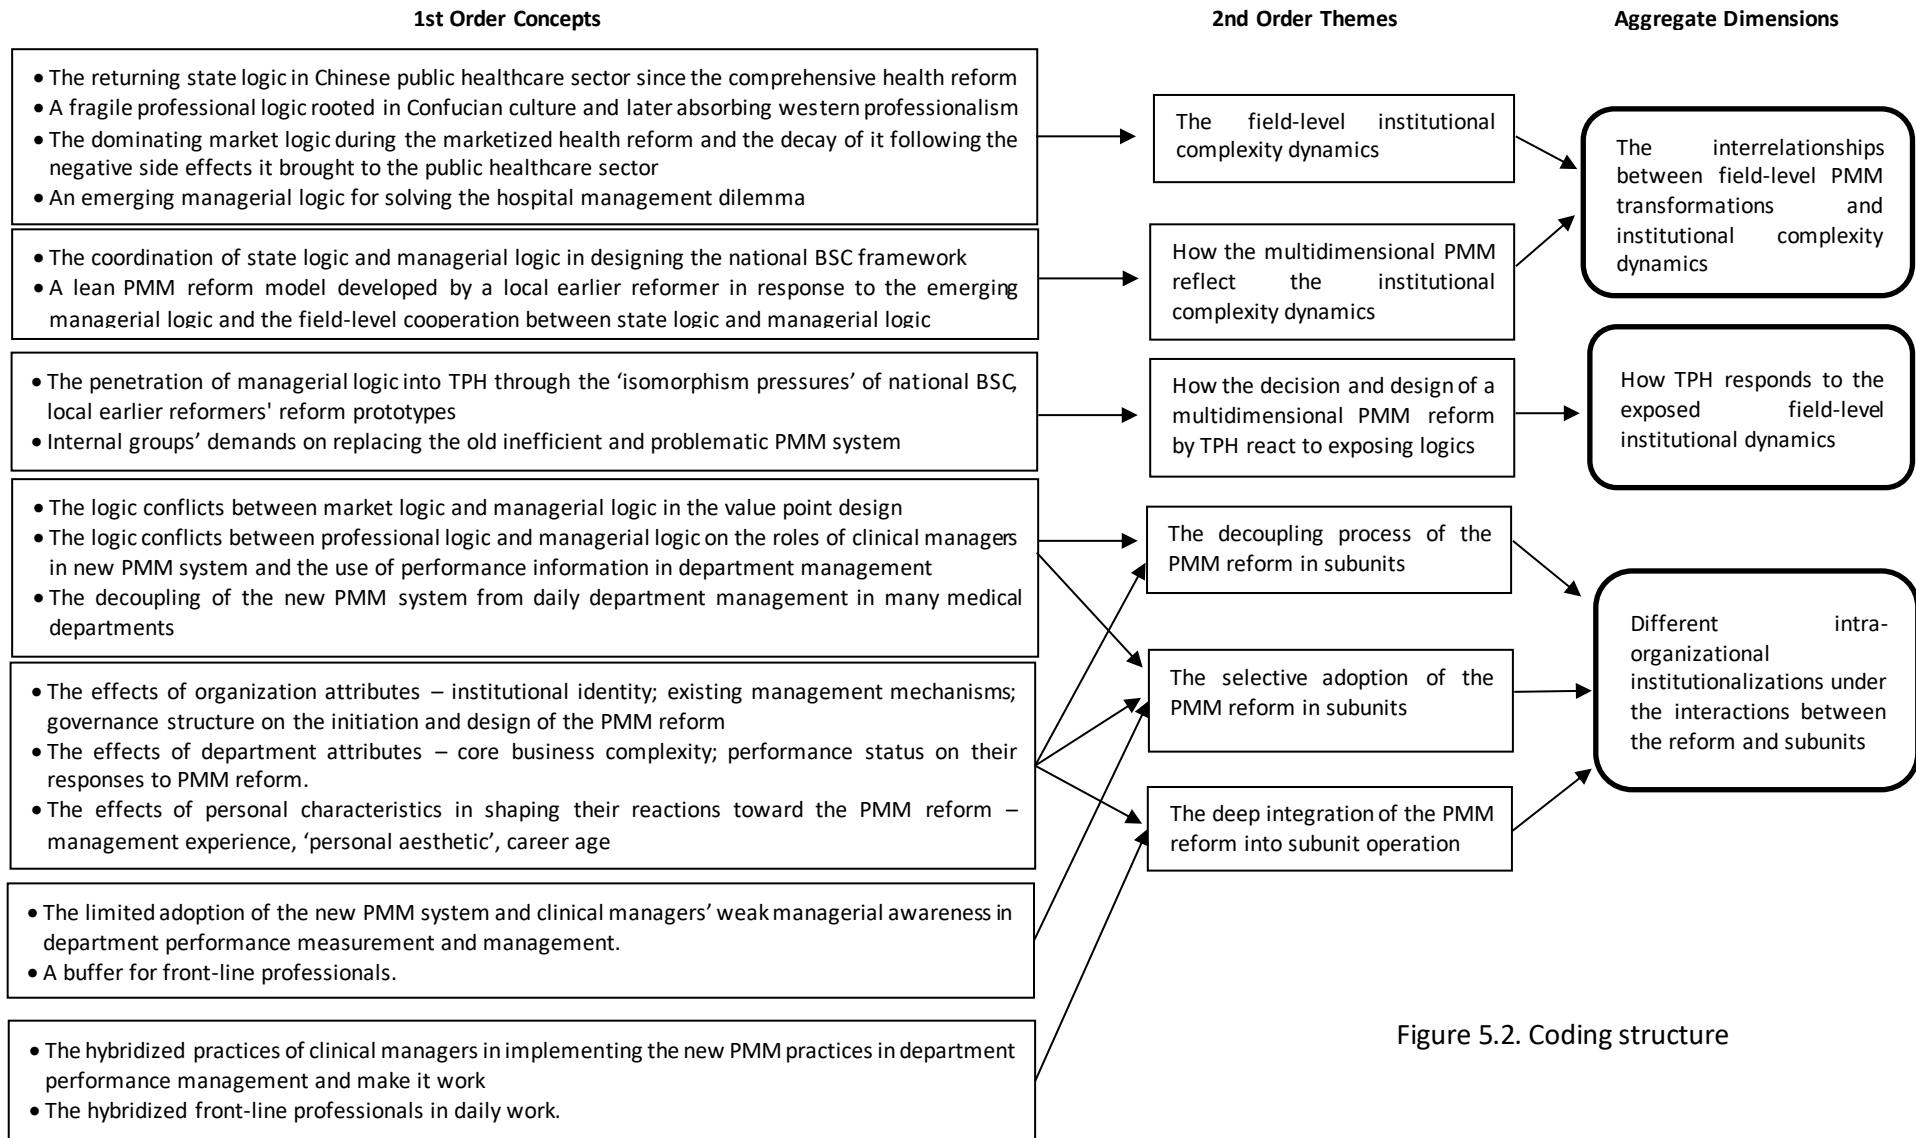 1st Order Concepts
2nd Order Themes
Aggregate Dimensions
• The returning state logic in Chinese public healthcare sector since the comprehensive health reform
• A fragile professional logic rooted in Confucian culture and later absorbing western professionalism
• The dominating market logic during the marketized health reform and the decay of it following the
negative side effects it brought to the public healthcare sector
• An emerging managerial logic for solving the hospital management dilemma
• The coordination of state logic and managerial logic in designing the national BSC framework
• A lean PMM reform model developed by a local earlier reformer in response to the emerging
managerial logic and the field-level cooperation between state logic and managerial logic
• The penetration of managerial logic into TPH through the ‘isomorphism pressures’ of national BSC,
local earlier reformers' reform prototypes
• Internal groups’ demands on replacing the old inefficient and problematic PMM system
• The logic conflicts between market logic and managerial logic in the value point design
• The logic conflicts between professional logic and managerial logic on the roles of clinical managers
in new PMM system and the use of performance information in department management
• The decoupling of the new PMM system from daily department management in many medical
departments
• The effects of organization attributes – institutional identity; existing management mechanisms;
governance structure on the initiation and design of the PMM reform
• The effects of department attributes – core business complexity; performance status on their
responses to PMM reform.
• The effects of personal characteristics in shaping their reactions toward the PMM reform –
management experience, ‘personal aesthetic’, career age
• The limited adoption of the new PMM system and clinical managers’ weak managerial awareness in
department performance measurement and management.
• A buffer for front-line professionals.
• The hybridized practices of clinical managers in implementing the new PMM practices in department
performance management and make it work
• The hybridized front-line professionals in daily work.
The field-level institutional
complexity dynamics
How the multidimensional PMM
reflect the institutional
complexity dynamics
How the decision and design of a
multidimensional PMM reform
by TPH react to exposing logics
The decoupling process of the
PMM reform in subunits
The selective adoption of the
PMM reform in subunits
The deep integration of the PMM
reform into subunit operation
The interrelationships
between field-level PMM
transformations and
institutional complexity
dynamics
How TPH responds to the
exposed field-level
institutional dynamics
Different intra-
organizational
institutionalizations under
the interactions between
the reform and subunits
Figure 5.2. Coding structure